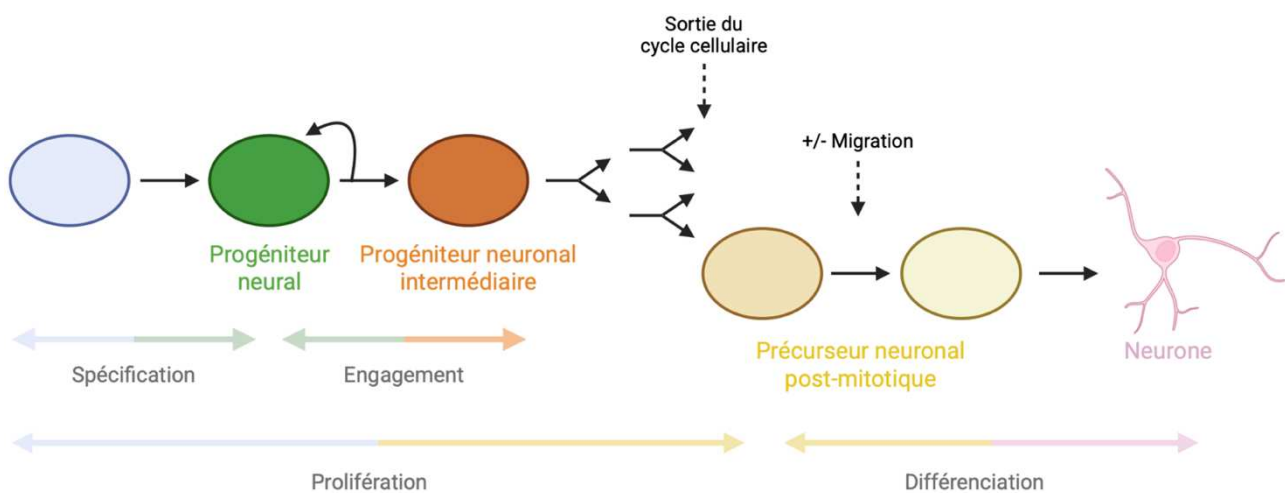 Sortie du
cycle cellulaire
+/- Migration
Progéniteur
neural
Progéniteur neuronal
intermédiaire
Précurseur neuronal
post-mitotique
Neurone
Spécification
Engagement
Prolifération
Différenciation